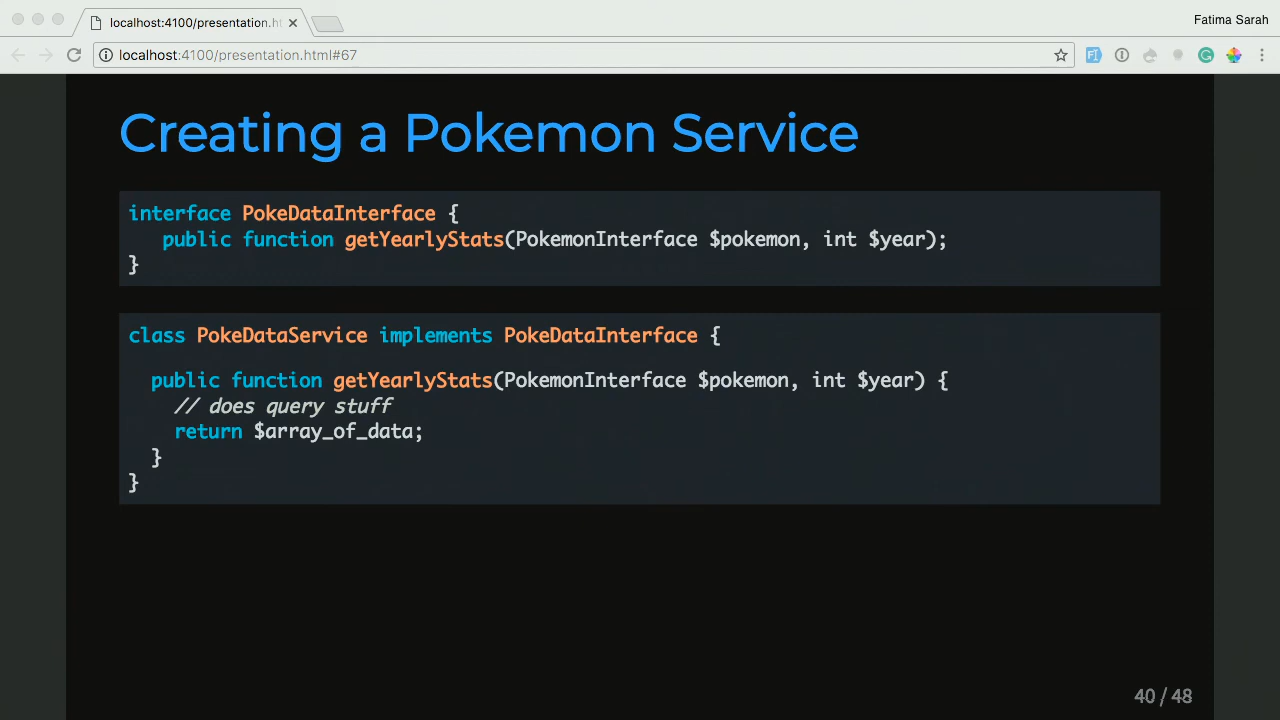 localhost:4100/presentation.ht
Fatima Sarah
localhost:4100/presentation.html#67
Creating a Pokemon Service
interface PokeDataInterface {
public function getYearlyStats(PokemonInterface $pokemon, int $year);
}
class PokeDataService implements PokeDataInterface {
public function getYearlyStats(PokemonInterface $pokemon, int $year) {
// does query stuff
return $array_of_data;
}
}
40 / 48